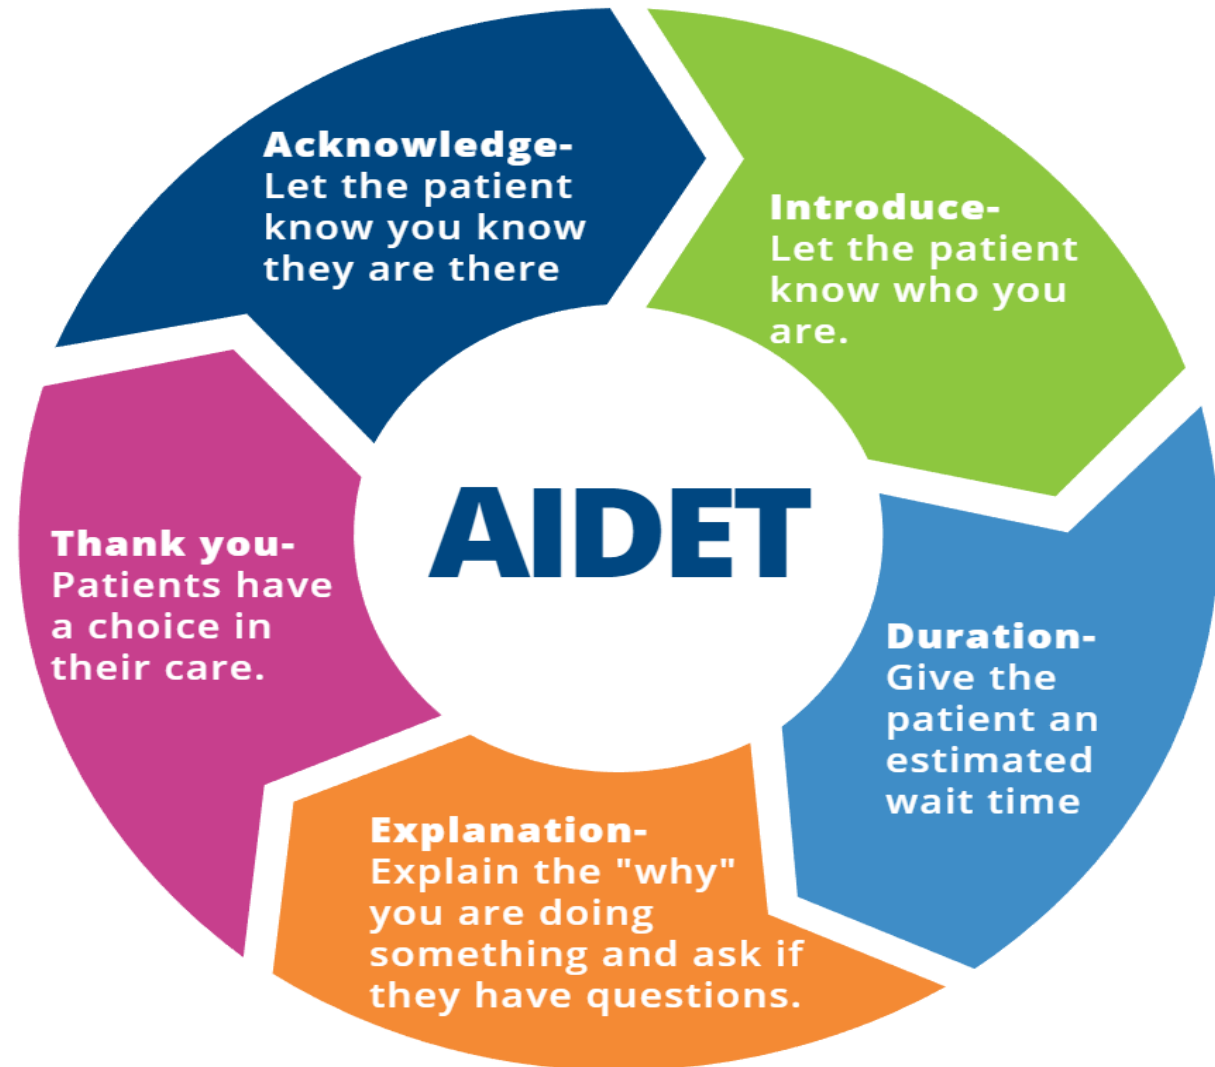 Acknowledge-
Let the patient
know you know
they are there
Introduce-
Let the patient
know who you
are.
Duration-
Give the
patient an
estimated
wait time
Explanation-
Explain the "why"
you are doing
something and ask if
they have questions.
Thank you-
Patients have
a choice in
their care.
AIDET